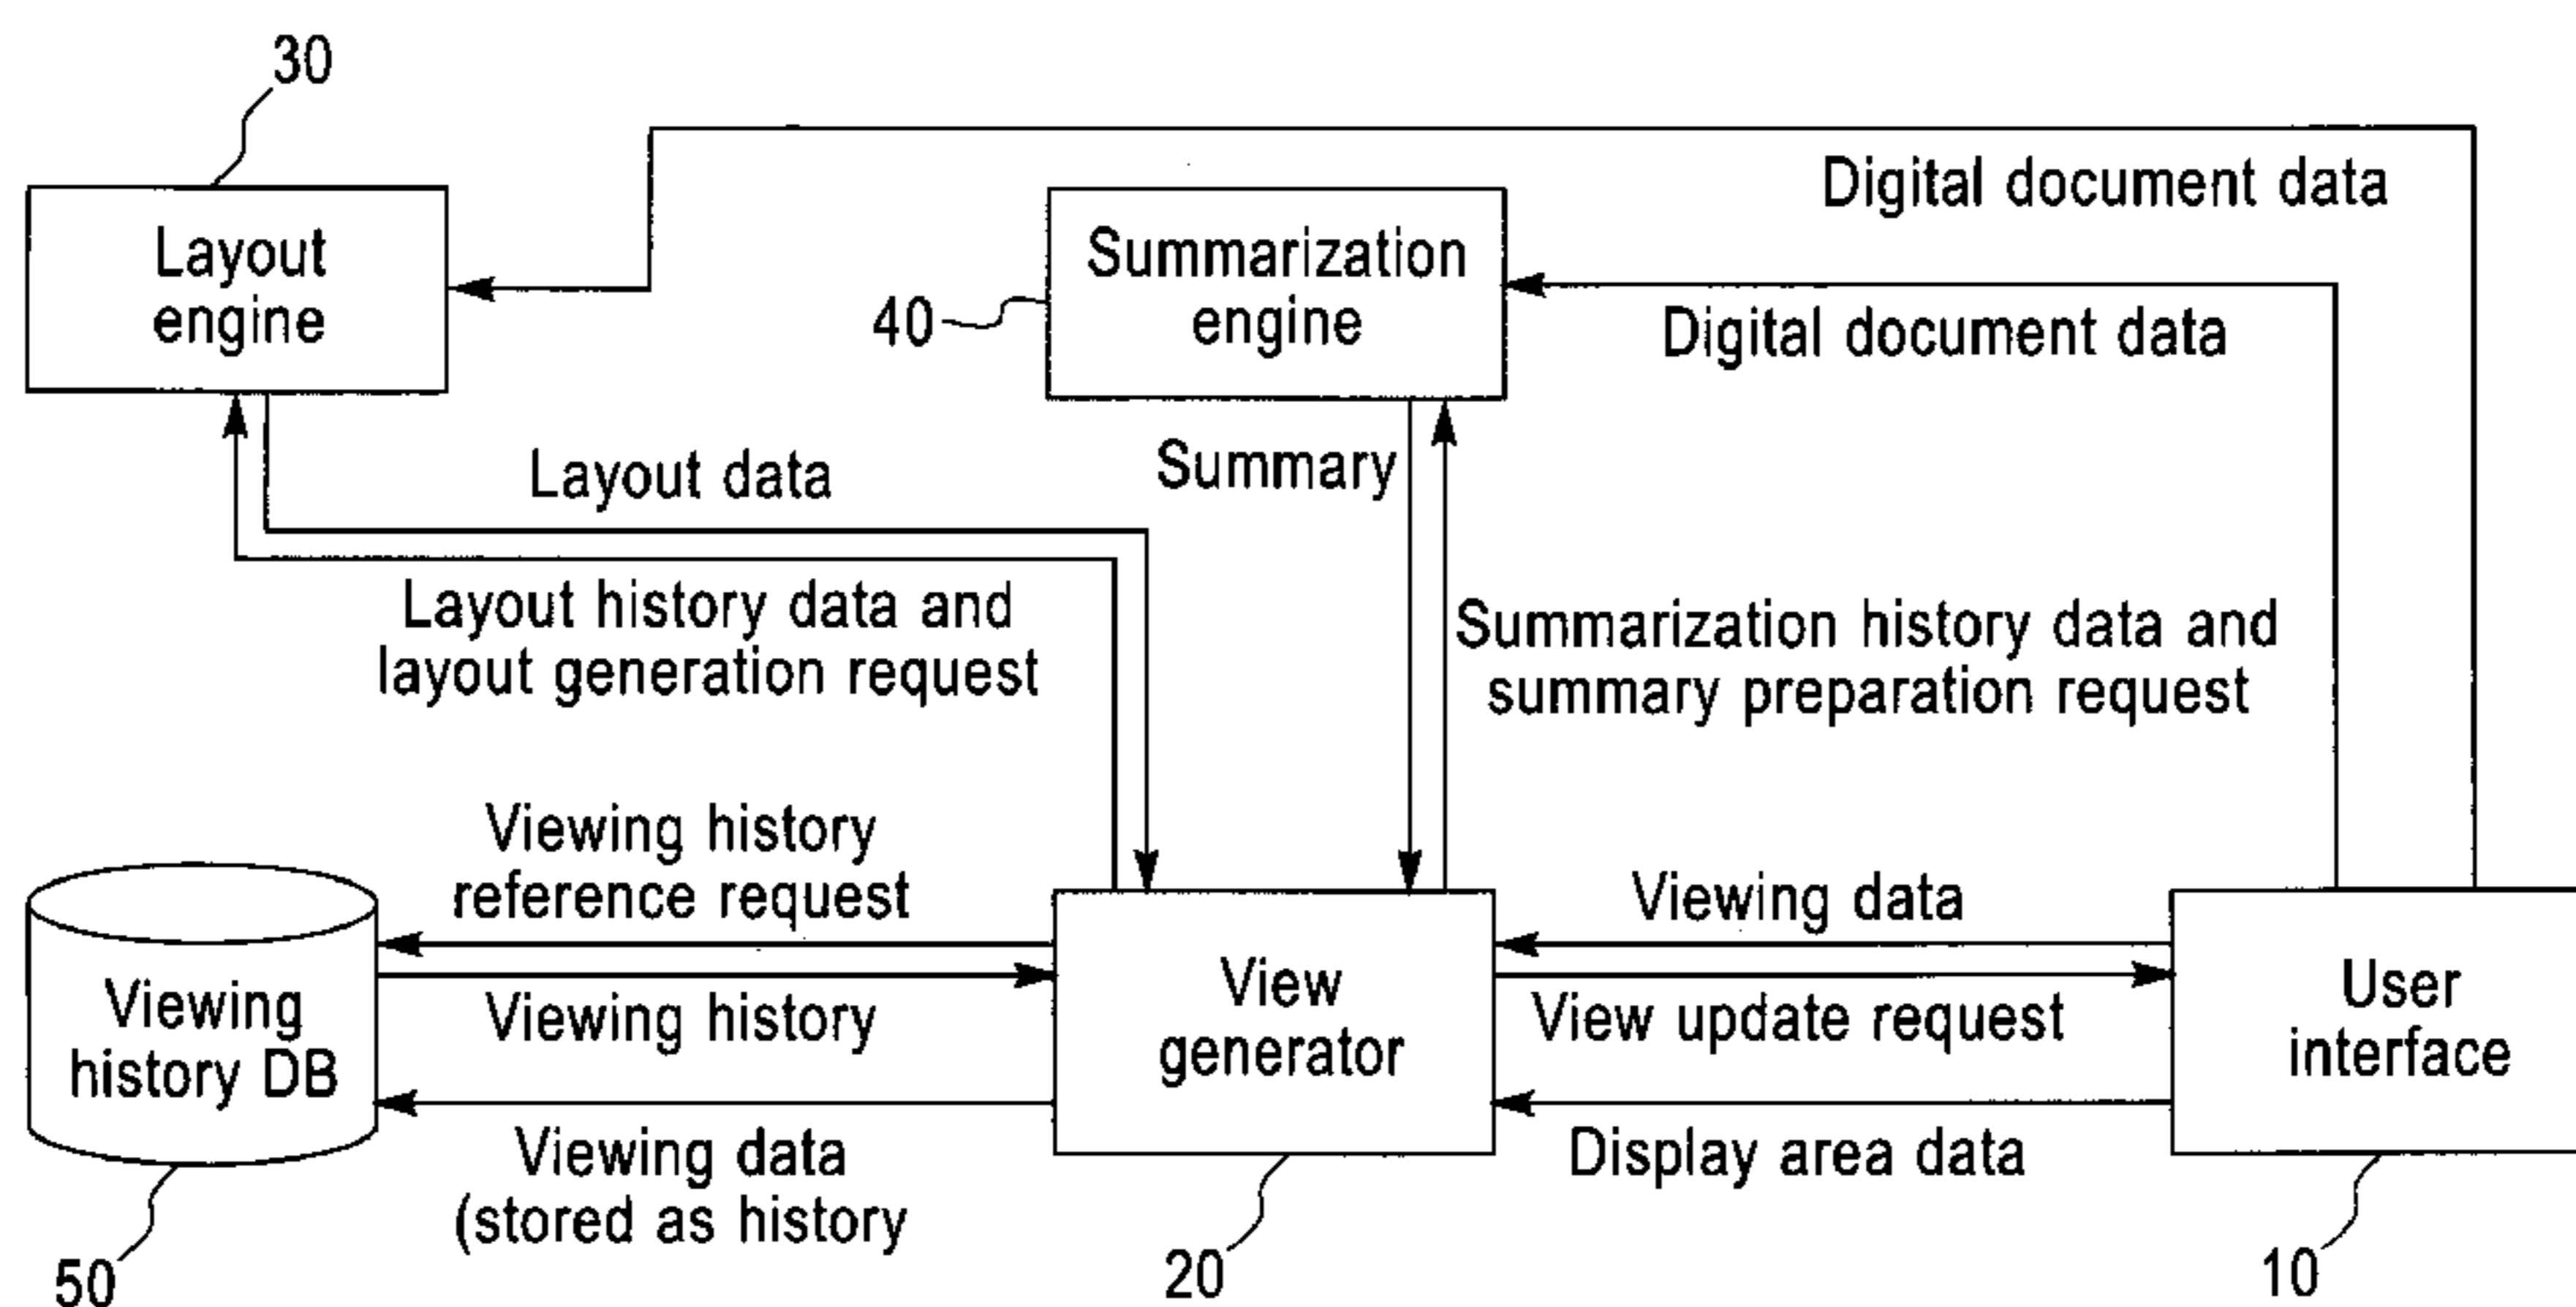 30
Digital document data
Layout
engine
Summarization
engine
40
Digital document data
Layout data
Summary
Layout history data and
layout generation request
Summarization history data and
summary preparation request
Viewing history
reference request
Viewing data
Viewing
history DB
Viewing history
View
generator
View update request
User
interface
Viewing data
(stored as history
Display area data
50
20
10